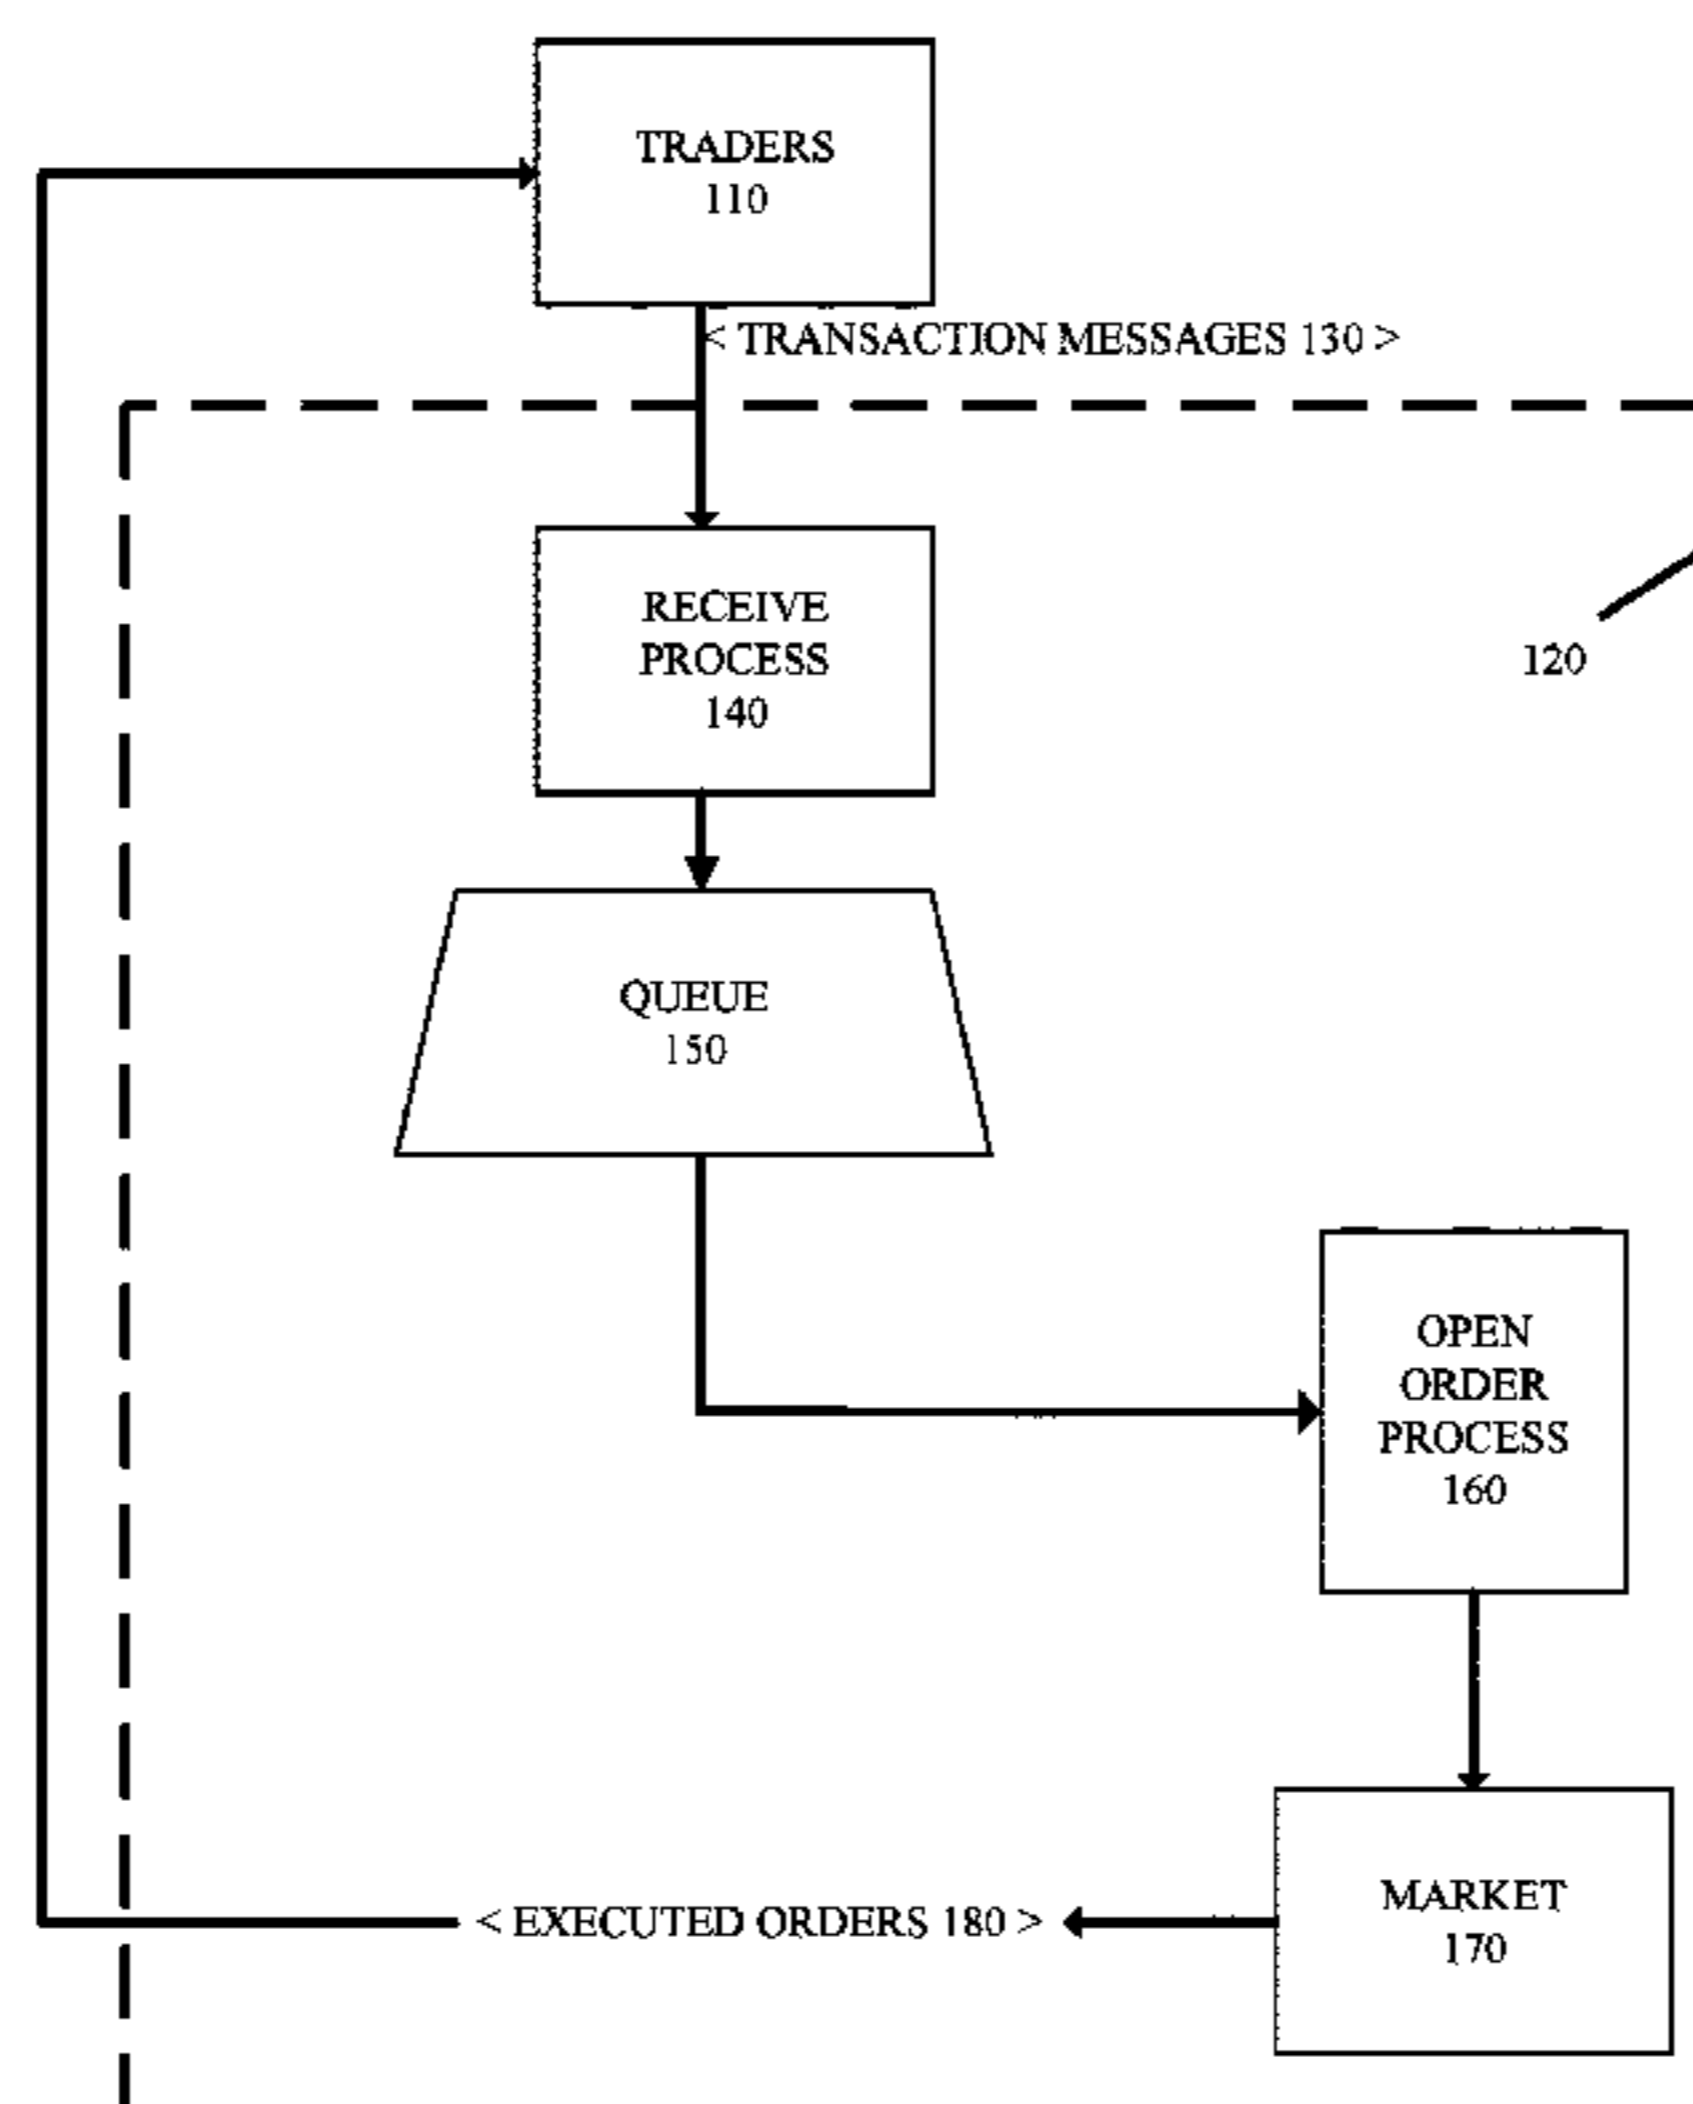 TRADERS
110
< TRANSACTION MESSAGES 130 >
RECEIVE
PROCESS
140
120
QUEUE
150
OPEN
ORDER
PROCESS
160
MARKET
170
< EXECUTED ORDERS 180 >